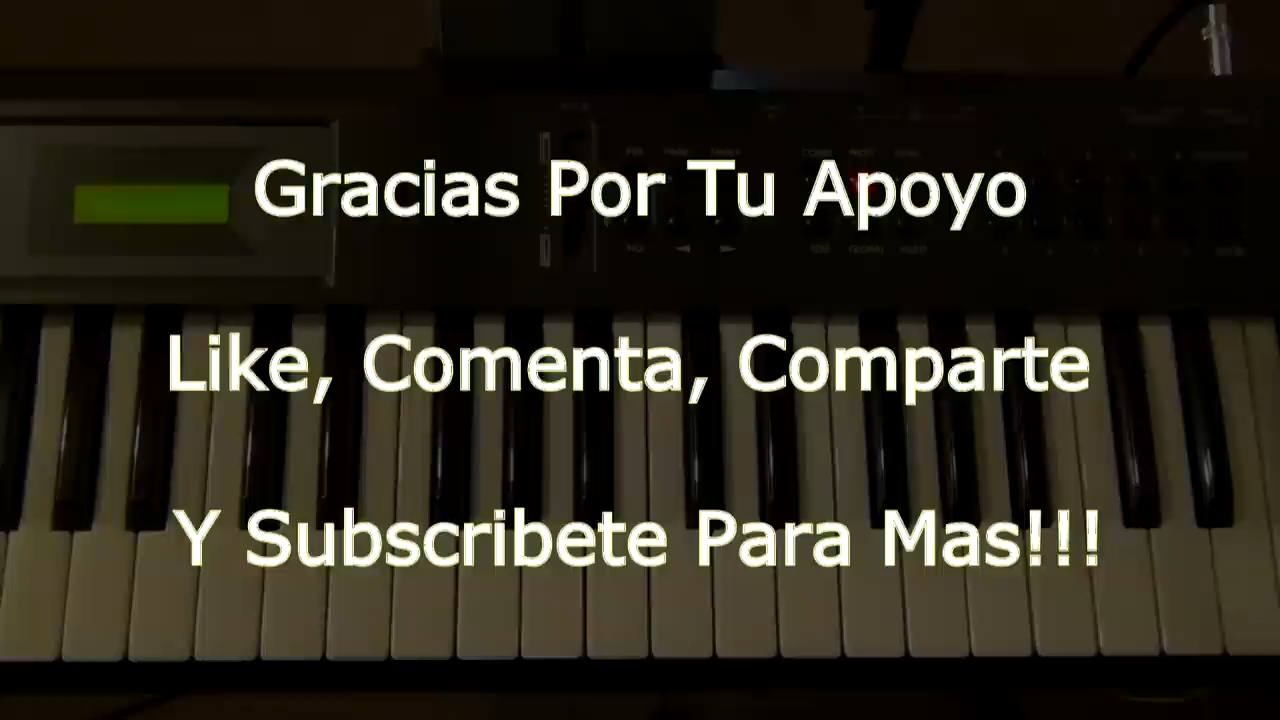 Gracias Por Tu Apoyo
Like, Comenta, Comparte
Y Subscribete Para Mas!!!